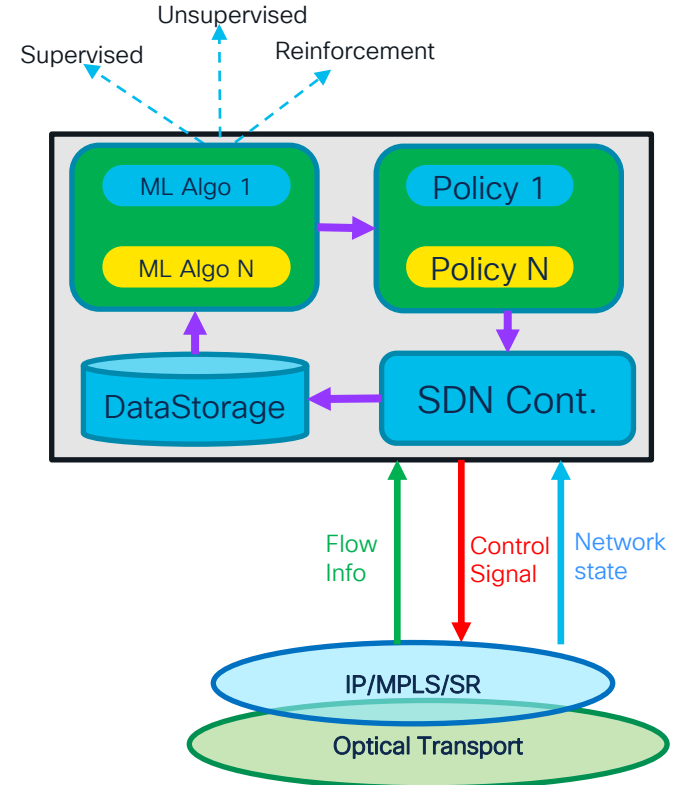 Unsupervised
Supervised
Reinforcement
ML Algo 1
Policy 1
ML Algo N
Policy N
DataStorage
SDN Cont.
Flow
Info
Control
Signal
Network
state
IP/MPLS/SR
Optical Transport